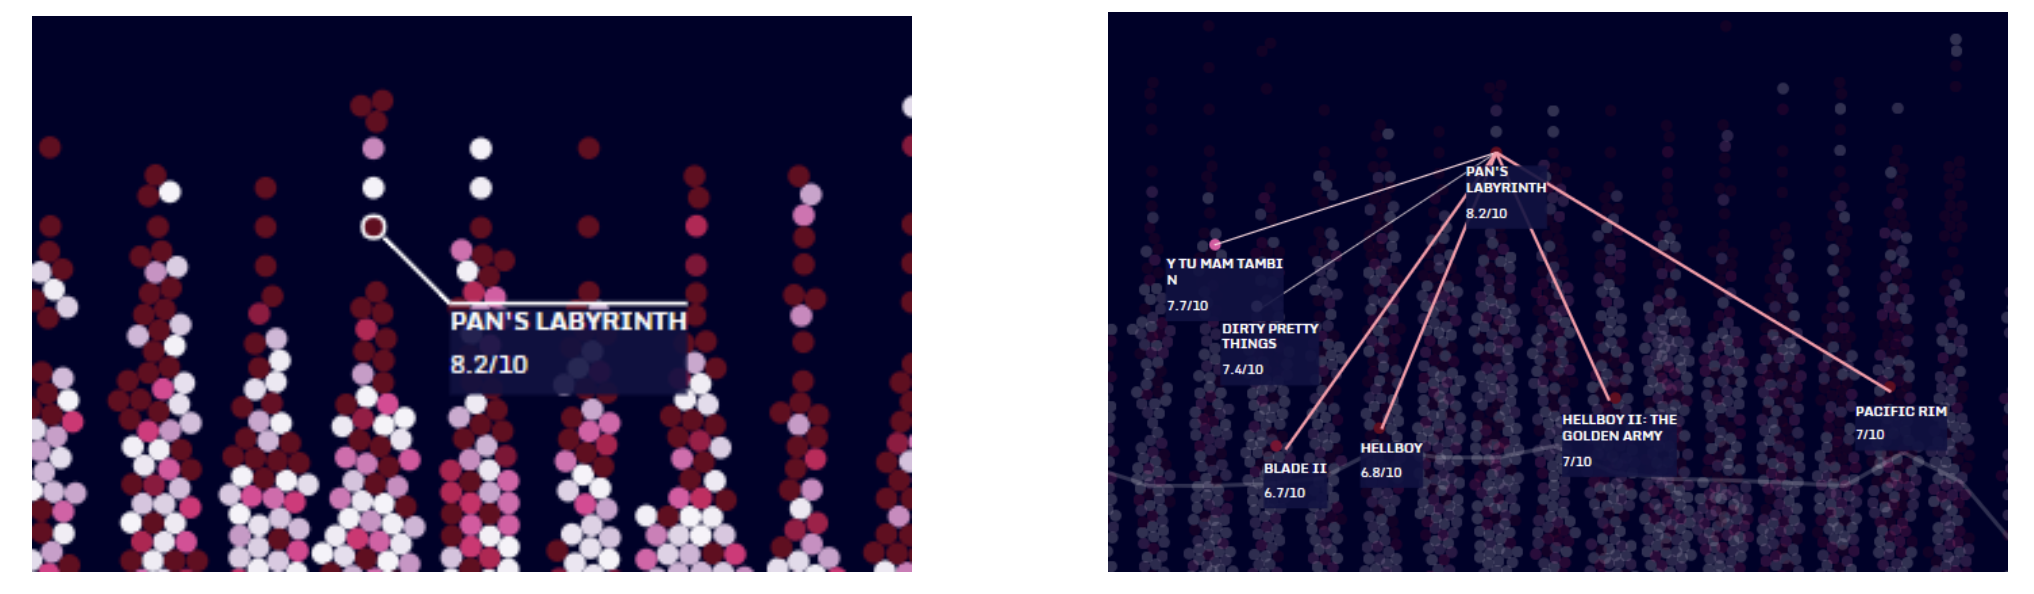 PAN'S LABYRINTH
8.2/10
PAN'S
LABYRINTH
8.2/10
Y TU MAM TAMBI
N
7.7/10
DIRTY PRETTY
THINGS
7.4/10
BLADE II
6.7/10
HELLBOY
6.8/10
HELLBOY II: THE
GOLDEN ARMY
7/10
PACIFIC RIM
7/10